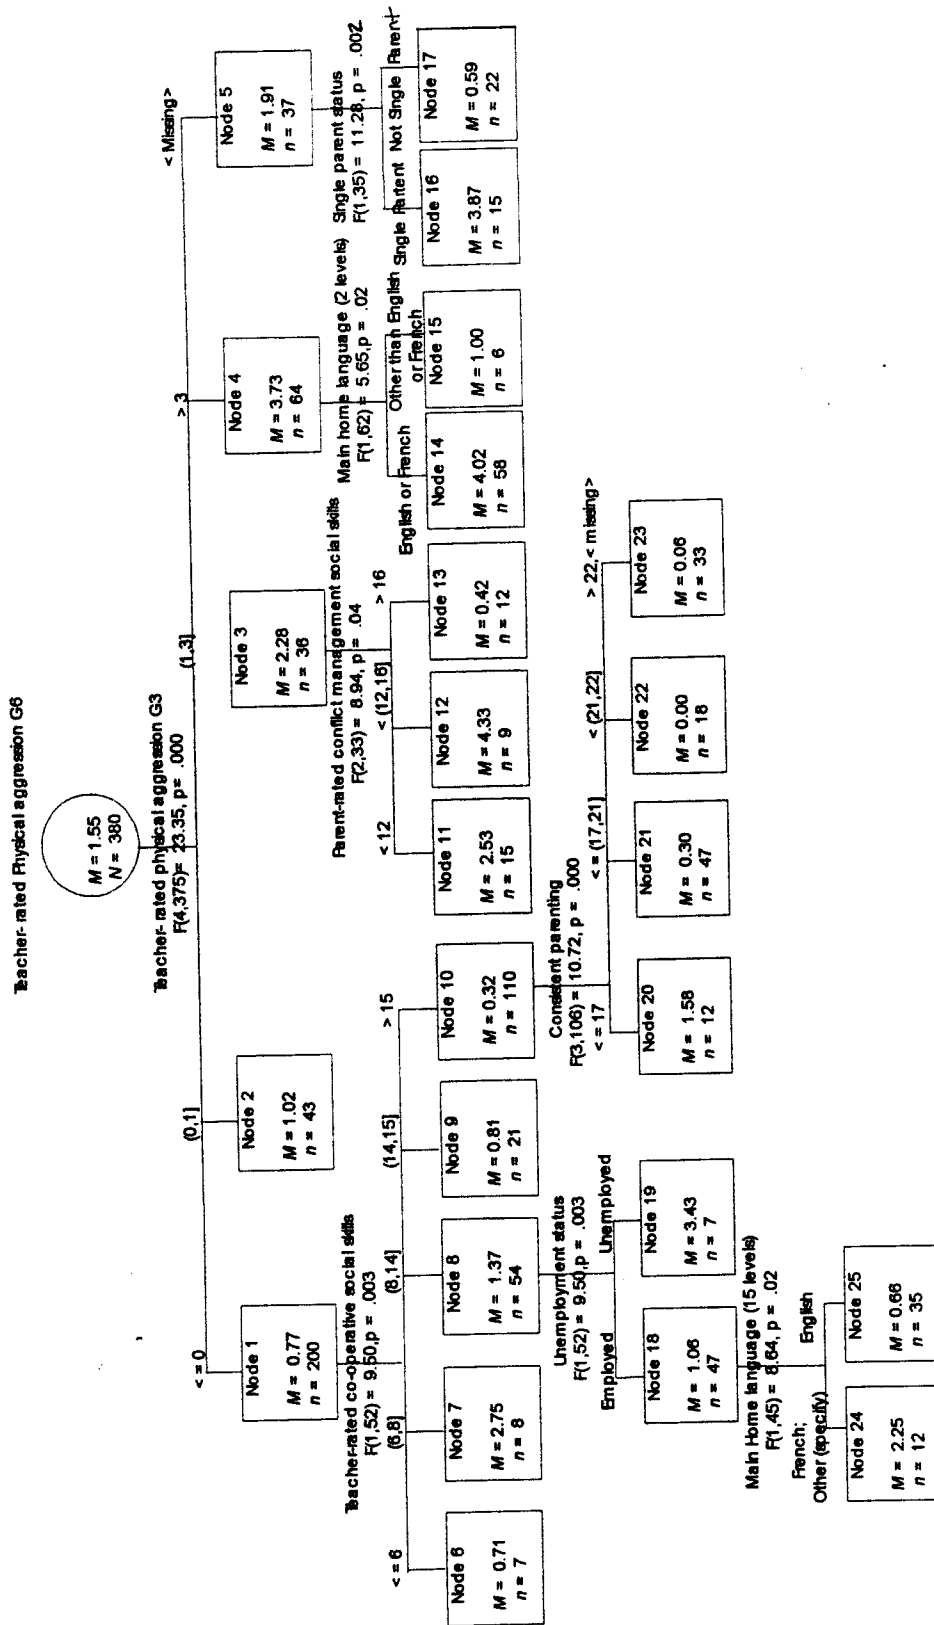 Teacher-rated Physical aggression G6
M = 1.55
N = 380
Teacher-rated physical aggression G3
F(4,375)= 23.35, p = .000
<= 0
(0,1]
(1,3]
> 3
< Missing>
Node 1
M = 0.77
n = 200
Node 2
M = 1.02
n = 43
Node 3
M = 2.28
n = 36
Node 4
M = 3.73
n = 64
Node 5
M = 1.91
n = 37
Teacher-rated co-operative social skills
F(1,52) = 9.50,p = .003
<= 6
(6,8]
(8,14]
(14,15]
> 15
Parent-rated conflict management social skills
F(2,33) = 8.94, p = .04
< 12
< (12,16]
> 16
Main home language (2 levels)
F(1,62) = 5.65,p = .02
English or French
Other than English
or French
Single parent status
F(1,35) = 11.28, p = .002
Single Partent
Not Single Parent
Node 6
M = 0.71
n = 7
Node 7
M = 2.75
n = 8
Node 8
M = 1.37
n = 54
Node 9
M = 0.81
n = 21
Node 10
M = 0.32
n = 110
Node 11
M = 2.53
n = 15
Node 12
M = 4.33
n = 9
Node 13
M = 0.42
n = 12
Node 14
M = 4.02
n = 58
Node 15
M = 1.00
n = 6
Node 16
M = 3.87
n = 15
Node 17
M = 0.59
n = 22
Unemployment status
F(1,52) = 9.50,p = .003
Employed
Unemployed
Consistent parenting
F(3,106) = 10.72, p = .000
<= 17
<= (17,21]
< (21,22]
> 22,< missing>
Node 18
M = 1.06
n = 47
Node 19
M = 3.43
n = 7
Node 20
M = 1.58
n = 12
Node 21
M = 0.30
n = 47
Node 22
M = 0.00
n = 18
Node 23
M = 0.06
n = 33
Main Home language (15 levels)
F(1,45) = 8.64, p = .02
French;
Other (specify)
English
Node 24
M = 2.25
n = 12
Node 25
M = 0.66
n = 35